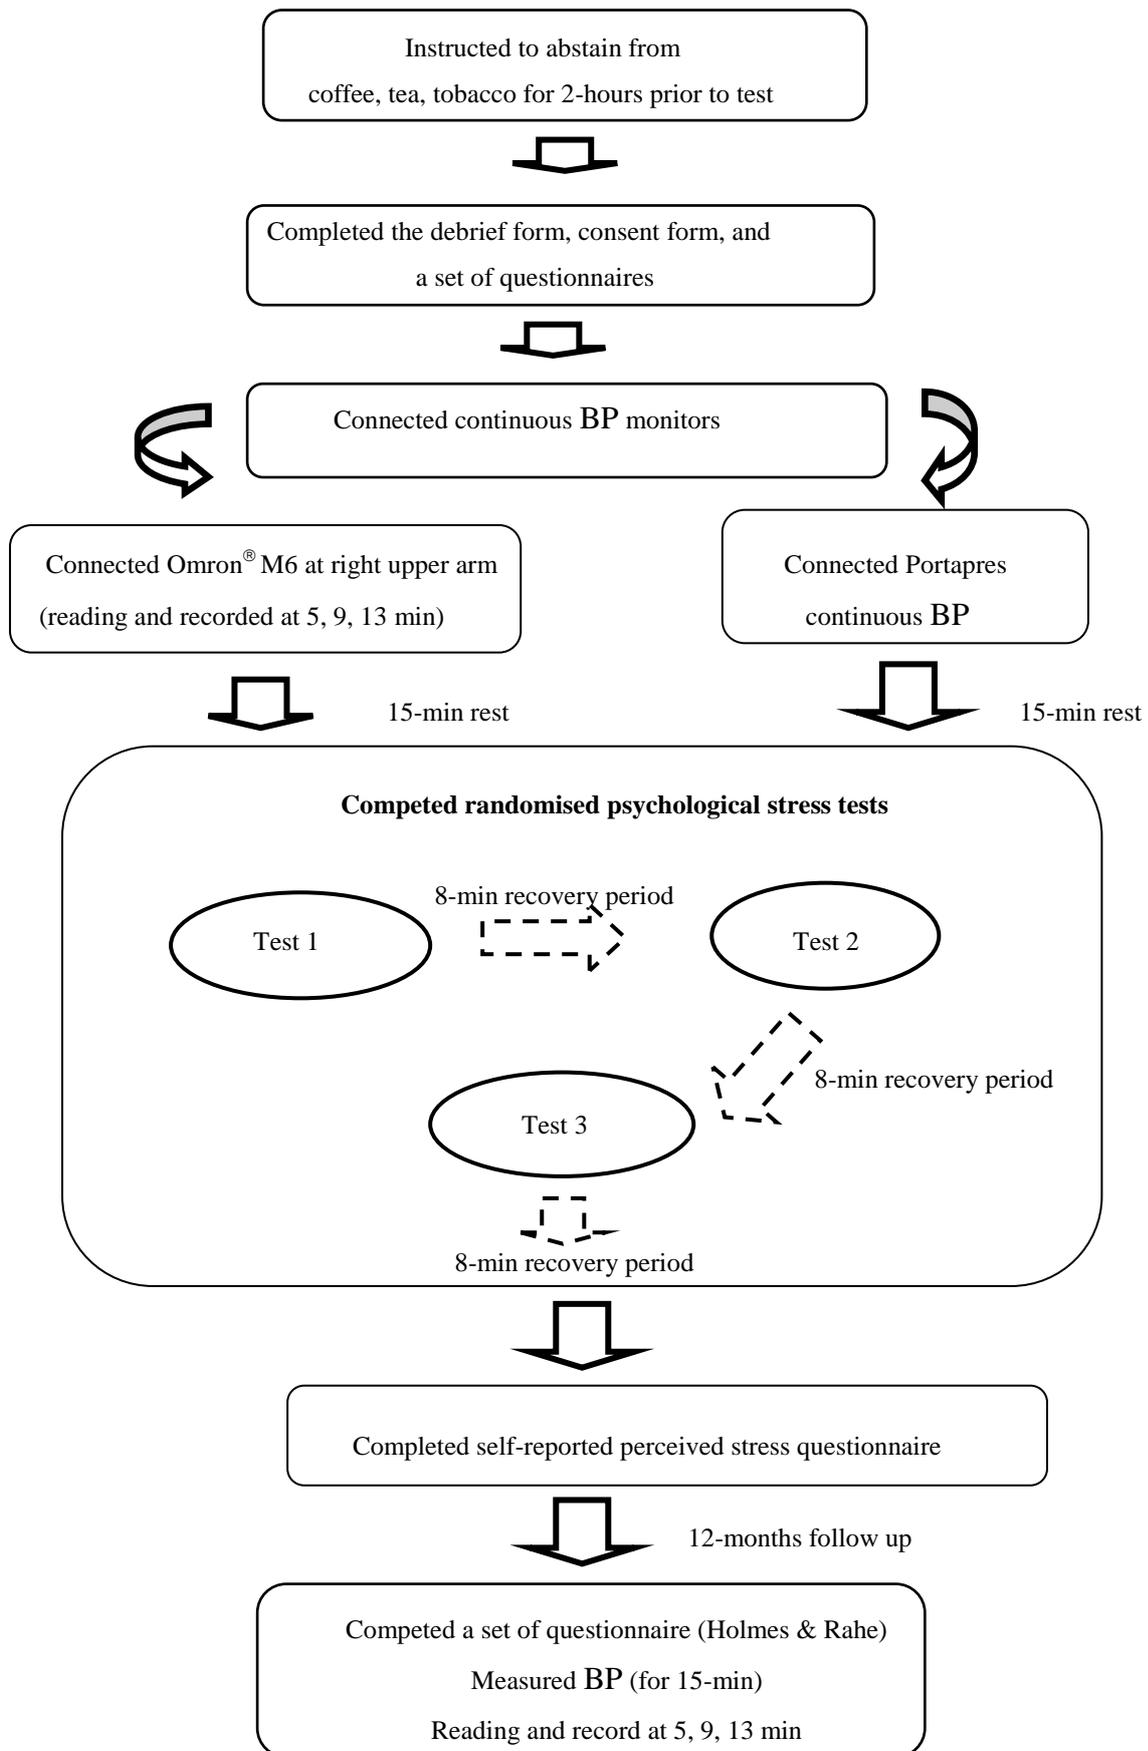 Instructed to abstain from
coffee, tea, tobacco for 2-hours prior to test
Completed the debrief form, consent form, and
a set of questionnaires
Connected continuous BP monitors
Connected Omron® M6 at right upper arm
(reading and recorded at 5, 9, 13 min)
Connected Portapres
continuous BP
15-min rest
15-min rest
Competed randomised psychological stress tests
8-min recovery period
Test 1
Test 2
8-min recovery period
Test 3
8-min recovery period
Completed self-reported perceived stress questionnaire
12-months follow up
Competed a set of questionnaire (Holmes & Rahe)
Measured BP (for 15-min)
Reading and record at 5, 9, 13 min